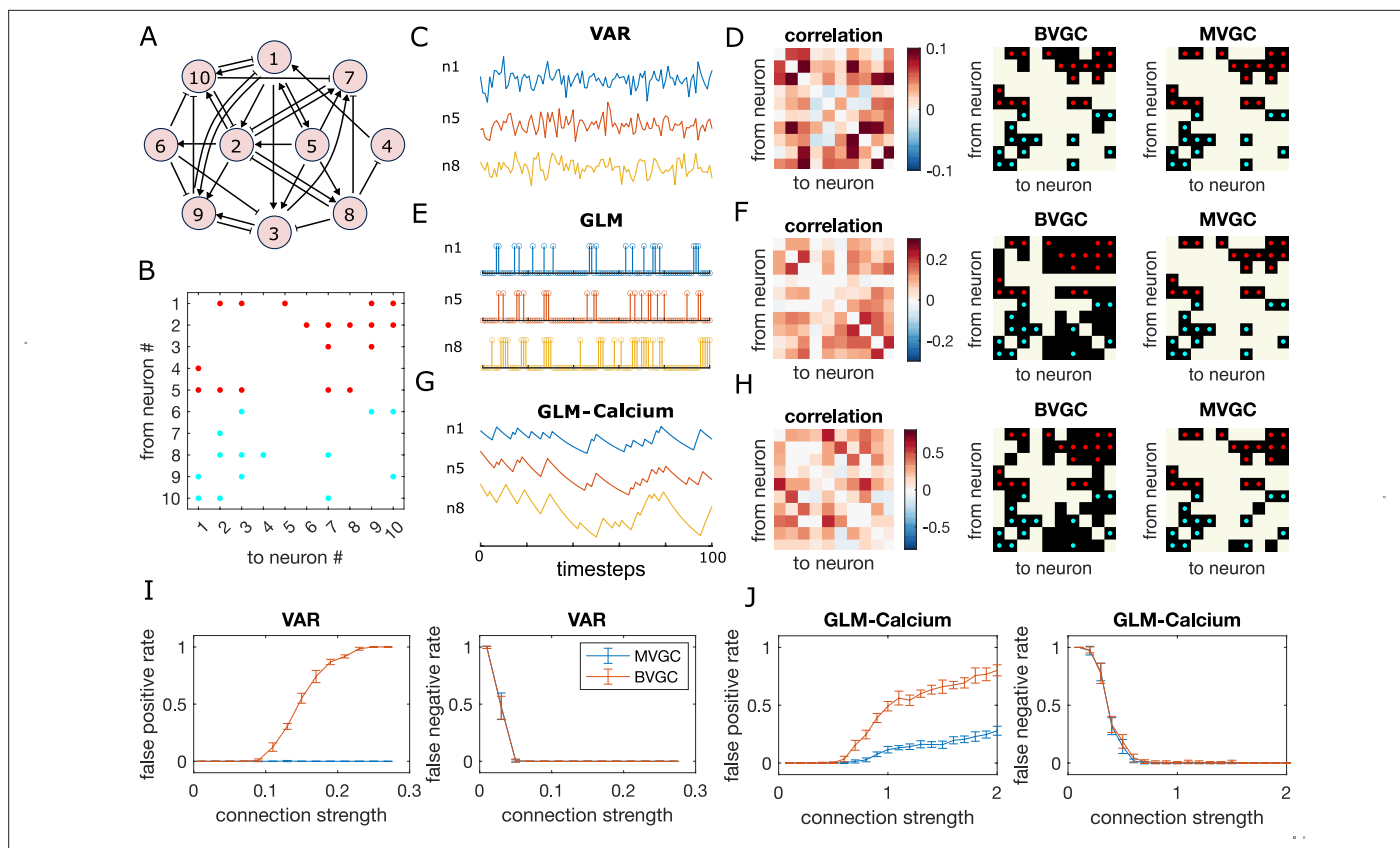 A
1
10
7
6
2
5
4
9
8
3
B
from neuron #
1
2
3
4
5
6
7
8
9
10
1
2
3
4
5
6
7
8
9
10
to neuron #
C
VAR
n1
n5
n8
E
GLM
n1
n5
n8
G
GLM-Calcium
n1
n5
n8
0
100
timesteps
D
correlation
BVGC
MVGC
from neuron
0.1
0
-0.1
from neuron
from neuron
to neuron
to neuron
to neuron
F
correlation
BVGC
MVGC
from neuron
0.2
0
-0.2
from neuron
from neuron
to neuron
to neuron
to neuron
H
correlation
BVGC
MVGC
from neuron
0.5
0
-0.5
from neuron
from neuron
to neuron
to neuron
to neuron
I
VAR
false positive rate
1
0.5
0
0
0.1
0.2
0.3
connection strength
VAR
false negative rate
1
0.5
0
MVGC
BVGC
0
0.1
0.2
0.3
connection strength
J
GLM-Calcium
false positive rate
1
0.5
0
0
1
2
connection strength
GLM-Calcium
false negative rate
1
0.5
0
0
1
2
connection strength